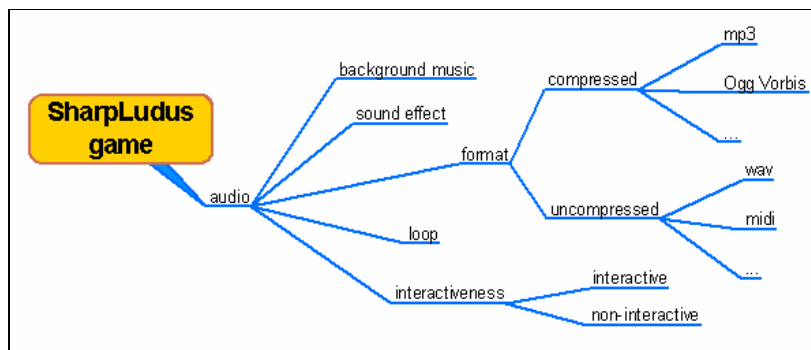 SharpLudus
game
audio
background music
sound effect
format
compressed
mp3
Ogg Vorbis
...
uncompressed
wav
midi
...
loop
interactiveness
interactive
non-interactive